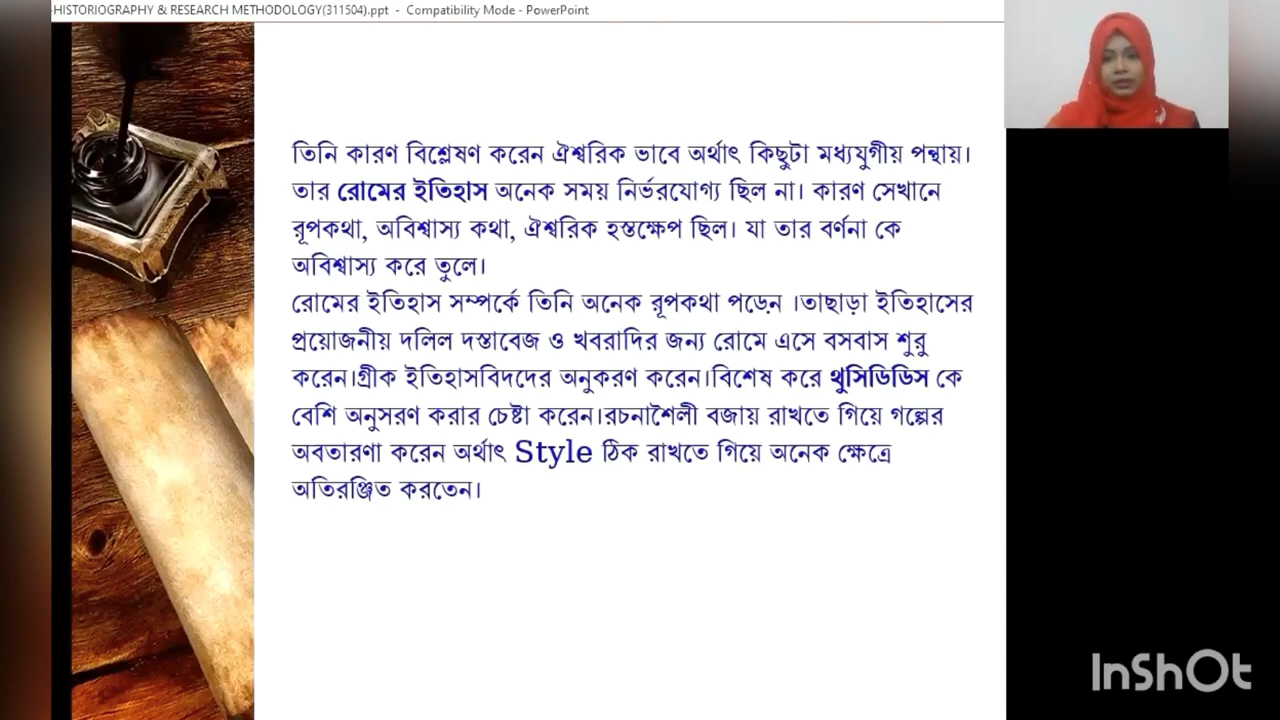 -HISTORIOGRAPHY & RESEARCH METHODOLOGY(311504).ppt - Compatibility Mode - PowerPoint
তিনি কারণ বিশ্লেষণ করেন ঐশ্বরিক ভাবে অর্থাৎ কিছুটা মধ্যযুগীয় পন্থায়।
তার রোমের ইতিহাস অনেক সময় নির্ভরযোগ্য ছিল না। কারণ সেখানে
রূপকথা, অবিশ্বাস্য কথা, ঐশ্বরিক হস্তক্ষেপ ছিল। যা তার বর্ণনা কে
অবিশ্বাস্য করে তুলে।
রোমের ইতিহাস সম্পর্কে তিনি অনেক রূপকথা পড়েন ।তাছাড়া ইতিহাসের
প্রয়োজনীয় দলিল দস্তাবেজ ও খবরাদির জন্য রোমে এসে বসবাস শুরু
করেন।গ্রীক ইতিহাসবিদদের অনুকরণ করেন।বিশেষ করে থুসিডিডিস কে
বেশি অনুসরণ করার চেষ্টা করেন।রচনাশৈলী বজায় রাখতে গিয়ে গল্পের
অবতারণা করেন অর্থাৎ Style ঠিক রাখতে গিয়ে অনেক ক্ষেত্রে
অতিরঞ্জিত করতেন।
InShOt